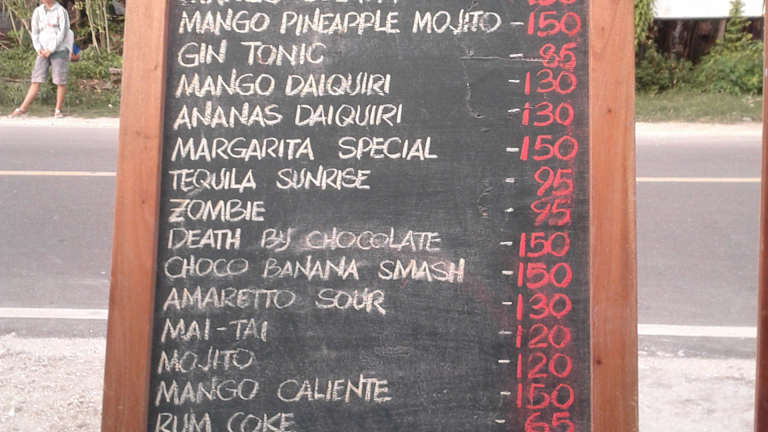 MANGO PINEAPPLE MOJITO - 150
GIN TONIC - 85
MANGO DAIQUIRI - 130
ANANAS DAIQUIRI - 130
MARGARITA SPECIAL - 150
TEQUILA SUNRISE - 95
ZOMBIE - 95
DEATH BY CHOCOLATE - 150
CHOCO BANANA SMASH - 150
AMARETTO SOUR - 130
MAI-TAI - 120
MOJITO - 120
MANGO CALIENTE - 150
RUM COKE - 65